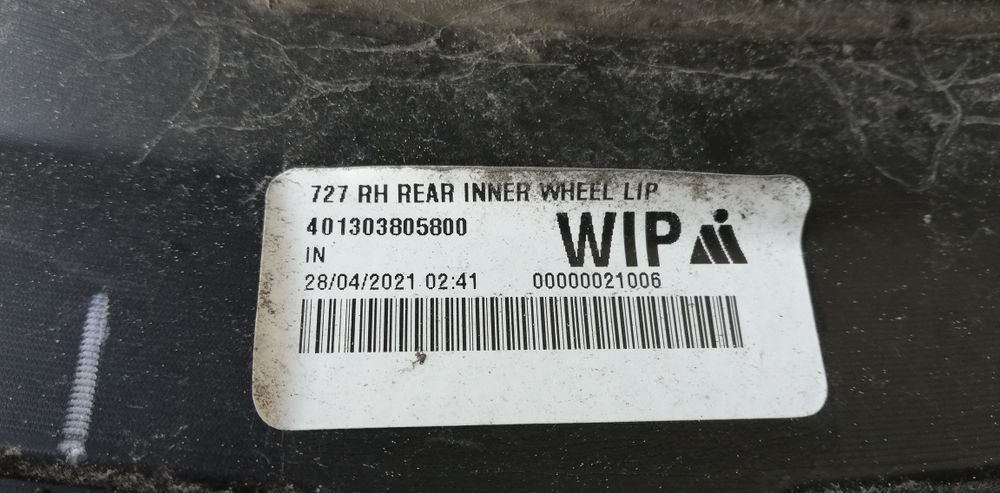 727 RH REAR INNER WHEEL LIP
401303805800
WIP
IN
28/04/2021 02:41 00000021006